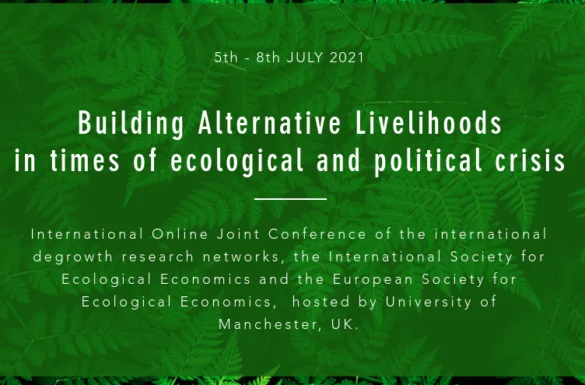 5th - 8th JULY 2021
Building Alternative Livelihoods
in times of ecological and political crisis
International Online Joint Conference of the international
degrowth research networks, the International Society for
Ecological Economics and the European Society for
Ecological Economics, hosted by University of
Manchester, UK.